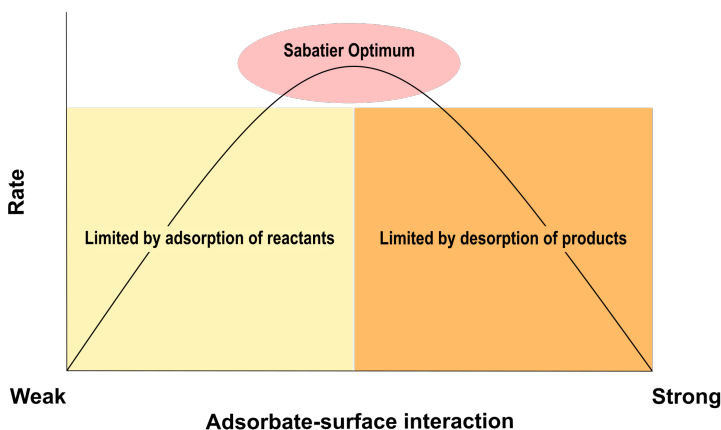 Sabatier Optimum
Rate
Limited by adsorption of reactants
Limited by desorption of products
Weak
Strong
Adsorbate-surface interaction